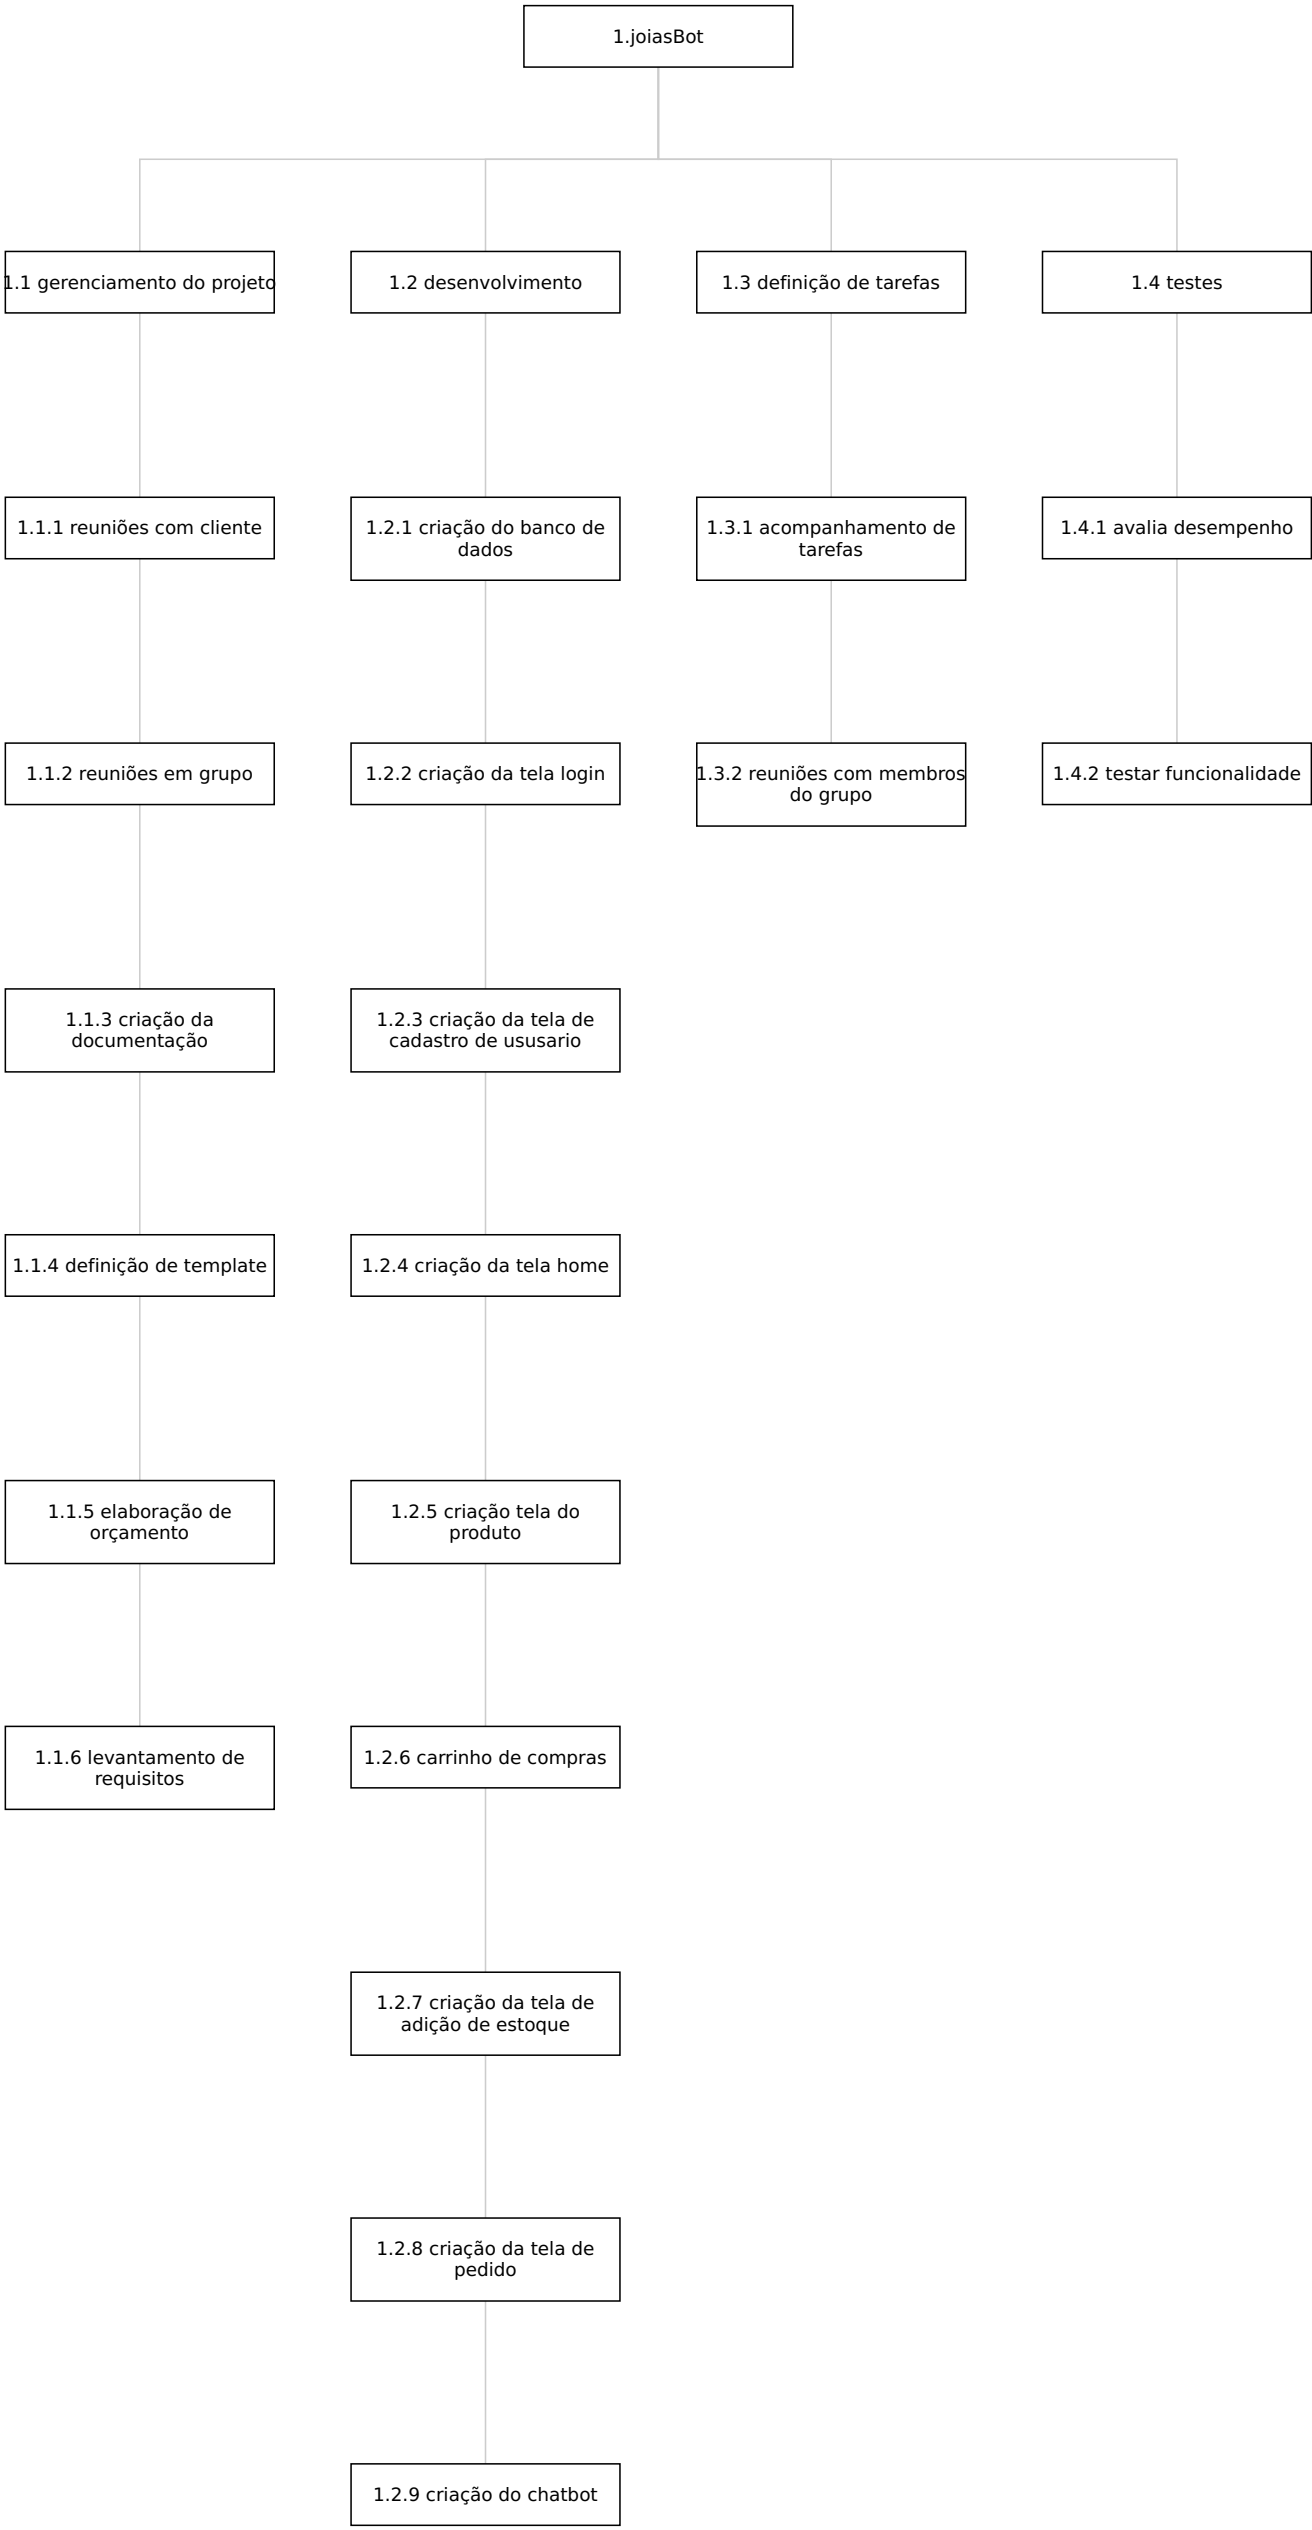 1.joiasBot
1.1 gerenciamento do projeto
1.2 desenvolvimento
1.3 definição de tarefas
1.4 testes
1.1.1 reuniões com cliente
1.2.1 criação do banco de
dados
1.3.1 acompanhamento de
tarefas
1.4.1 avalia desempenho
1.1.2 reuniões em grupo
1.2.2 criação da tela login
1.3.2 reuniões com membros
do grupo
1.4.2 testar funcionalidade
1.1.3 criação da
documentação
1.2.3 criação da tela de
cadastro de ususario
1.1.4 definição de template
1.2.4 criação da tela home
1.1.5 elaboração de
orçamento
1.2.5 criação tela do
produto
1.1.6 levantamento de
requisitos
1.2.6 carrinho de compras
1.2.7 criação da tela de
adição de estoque
1.2.8 criação da tela de
pedido
1.2.9 criação do chatbot